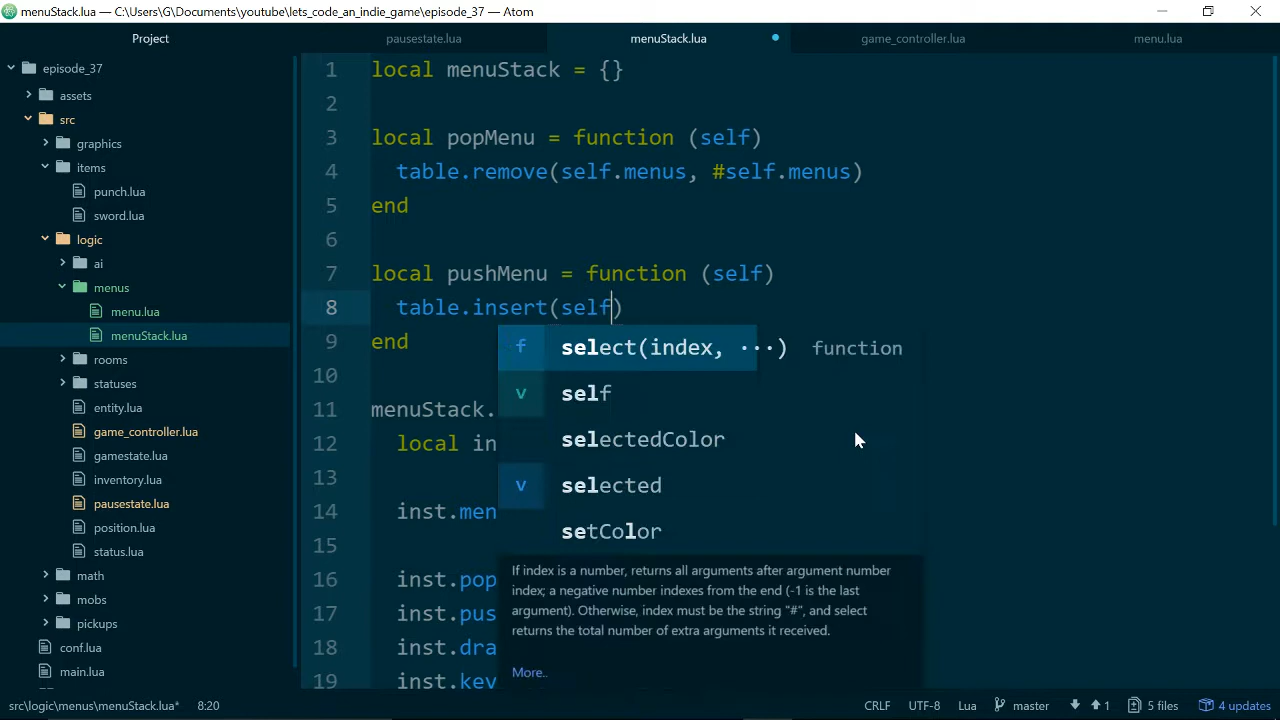 menuStack.lua — C:\Users\G\Documents\youtube\lets_code_an_indie_game\episode_37 — Atom
Project
pausestate.lua
menuStack.lua
game_controller.lua
menu.lua
episode_37
assets
src
graphics
items
punch.lua
sword.lua
logic
ai
menus
menu.lua
menuStack.lua
rooms
statuses
entity.lua
game_controller.lua
gamestate.lua
inventory.lua
pausestate.lua
position.lua
status.lua
math
mobs
pickups
conf.lua
main.lua
1 local menuStack = {}
2
3 local popMenu = function (self)
4 table.remove(self.menus, #self.menus)
5 end
6
7 local pushMenu = function (self)
8 table.insert(self)
9 end
10
11 menuStack.
12 local in
13
14 inst.men
15
16 inst.pop
17 inst.pus
18 inst.dra
19 inst.key
f select(index, ···) function
v self
selectedColor
v selected
setColor
If index is a number, returns all arguments after argument number
index; a negative number indexes from the end (-1 is the last
argument). Otherwise, index must be the string "#", and select
returns the total number of extra arguments it received.
More..
src\logic\menus\menuStack.lua* 8:20
CRLF UTF-8 Lua master 1 5 files 4 updates